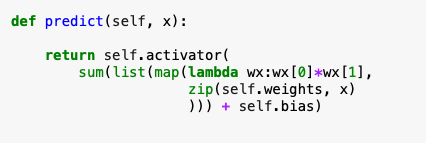 def predict(self, x):
return self.activator(
sum(list(map(lambda wx:wx[0]*wx[1],
zip(self.weights, x)
))) + self.bias)